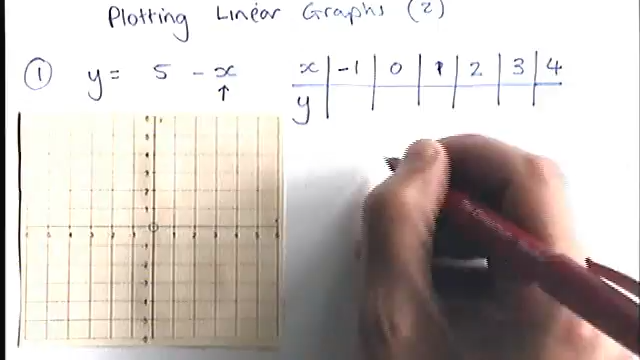 Plotting Linear Graphs (2)
① y = 5 - x
↑
x | -1 | 0 | 1 | 2 | 3 | 4
y